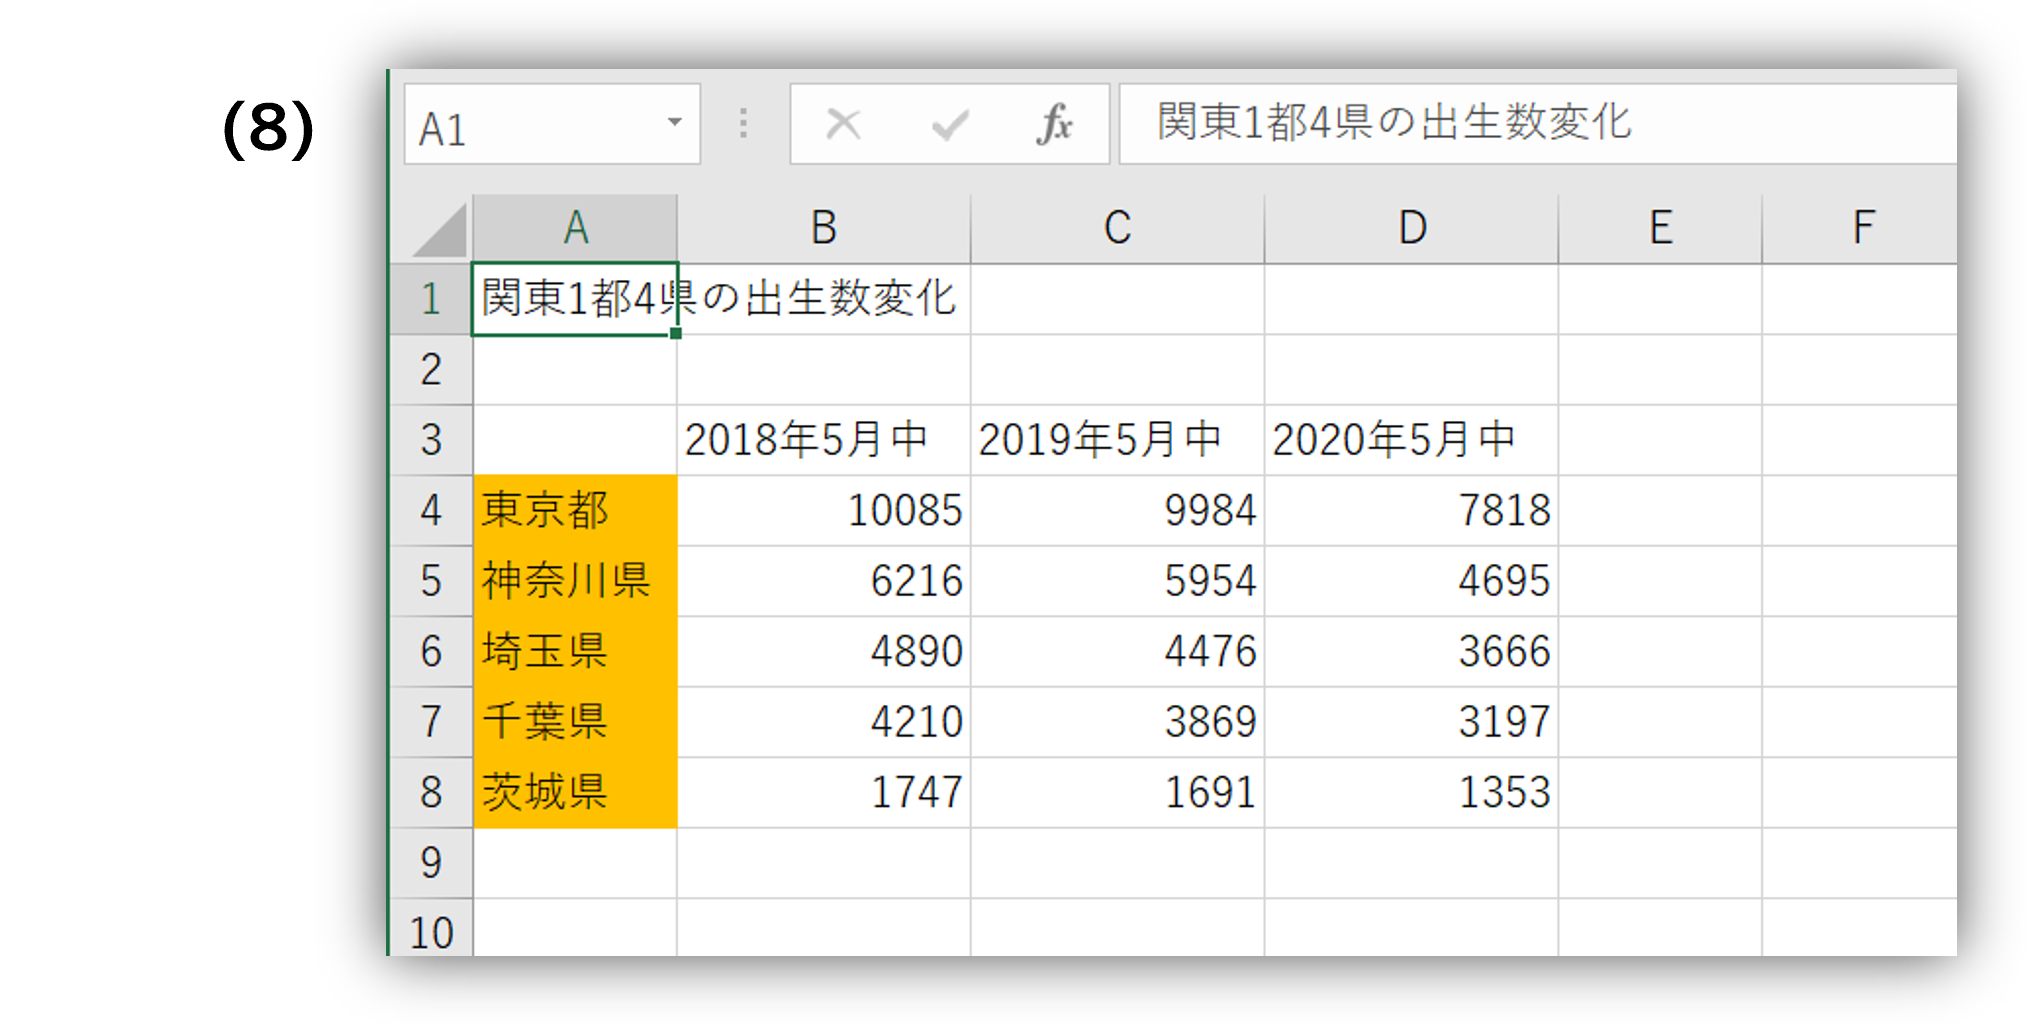 (8)
A1 fx 関東1都4県の出生数変化
A B C D E F
1 関東1都4県の出生数変化
2
3 2018年5月中 2019年5月中 2020年5月中
4 東京都 10085 9984 7818
5 神奈川県 6216 5954 4695
6 埼玉県 4890 4476 3666
7 千葉県 4210 3869 3197
8 茨城県 1747 1691 1353
9
10